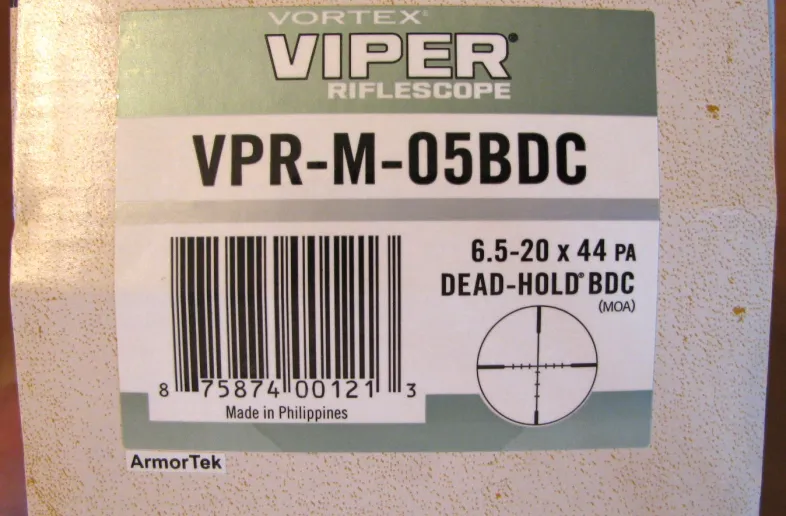 VORTEX®
VIPER®
RIFLESCOPE
VPR-M-05BDC
6.5-20 x 44 PA
DEAD-HOLD® BDC
(MOA)
8 75874 00121 3
Made in Philippines
ArmorTek